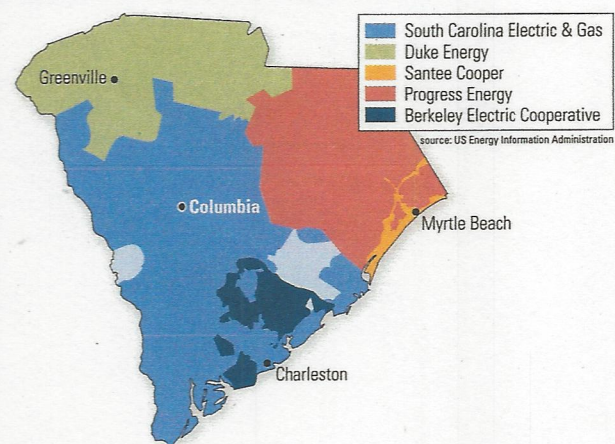 South Carolina Electric & Gas
Duke Energy
Santee Cooper
Progress Energy
Berkeley Electric Cooperative
source: US Energy Information Administration
Greenville
Columbia
Myrtle Beach
Charleston